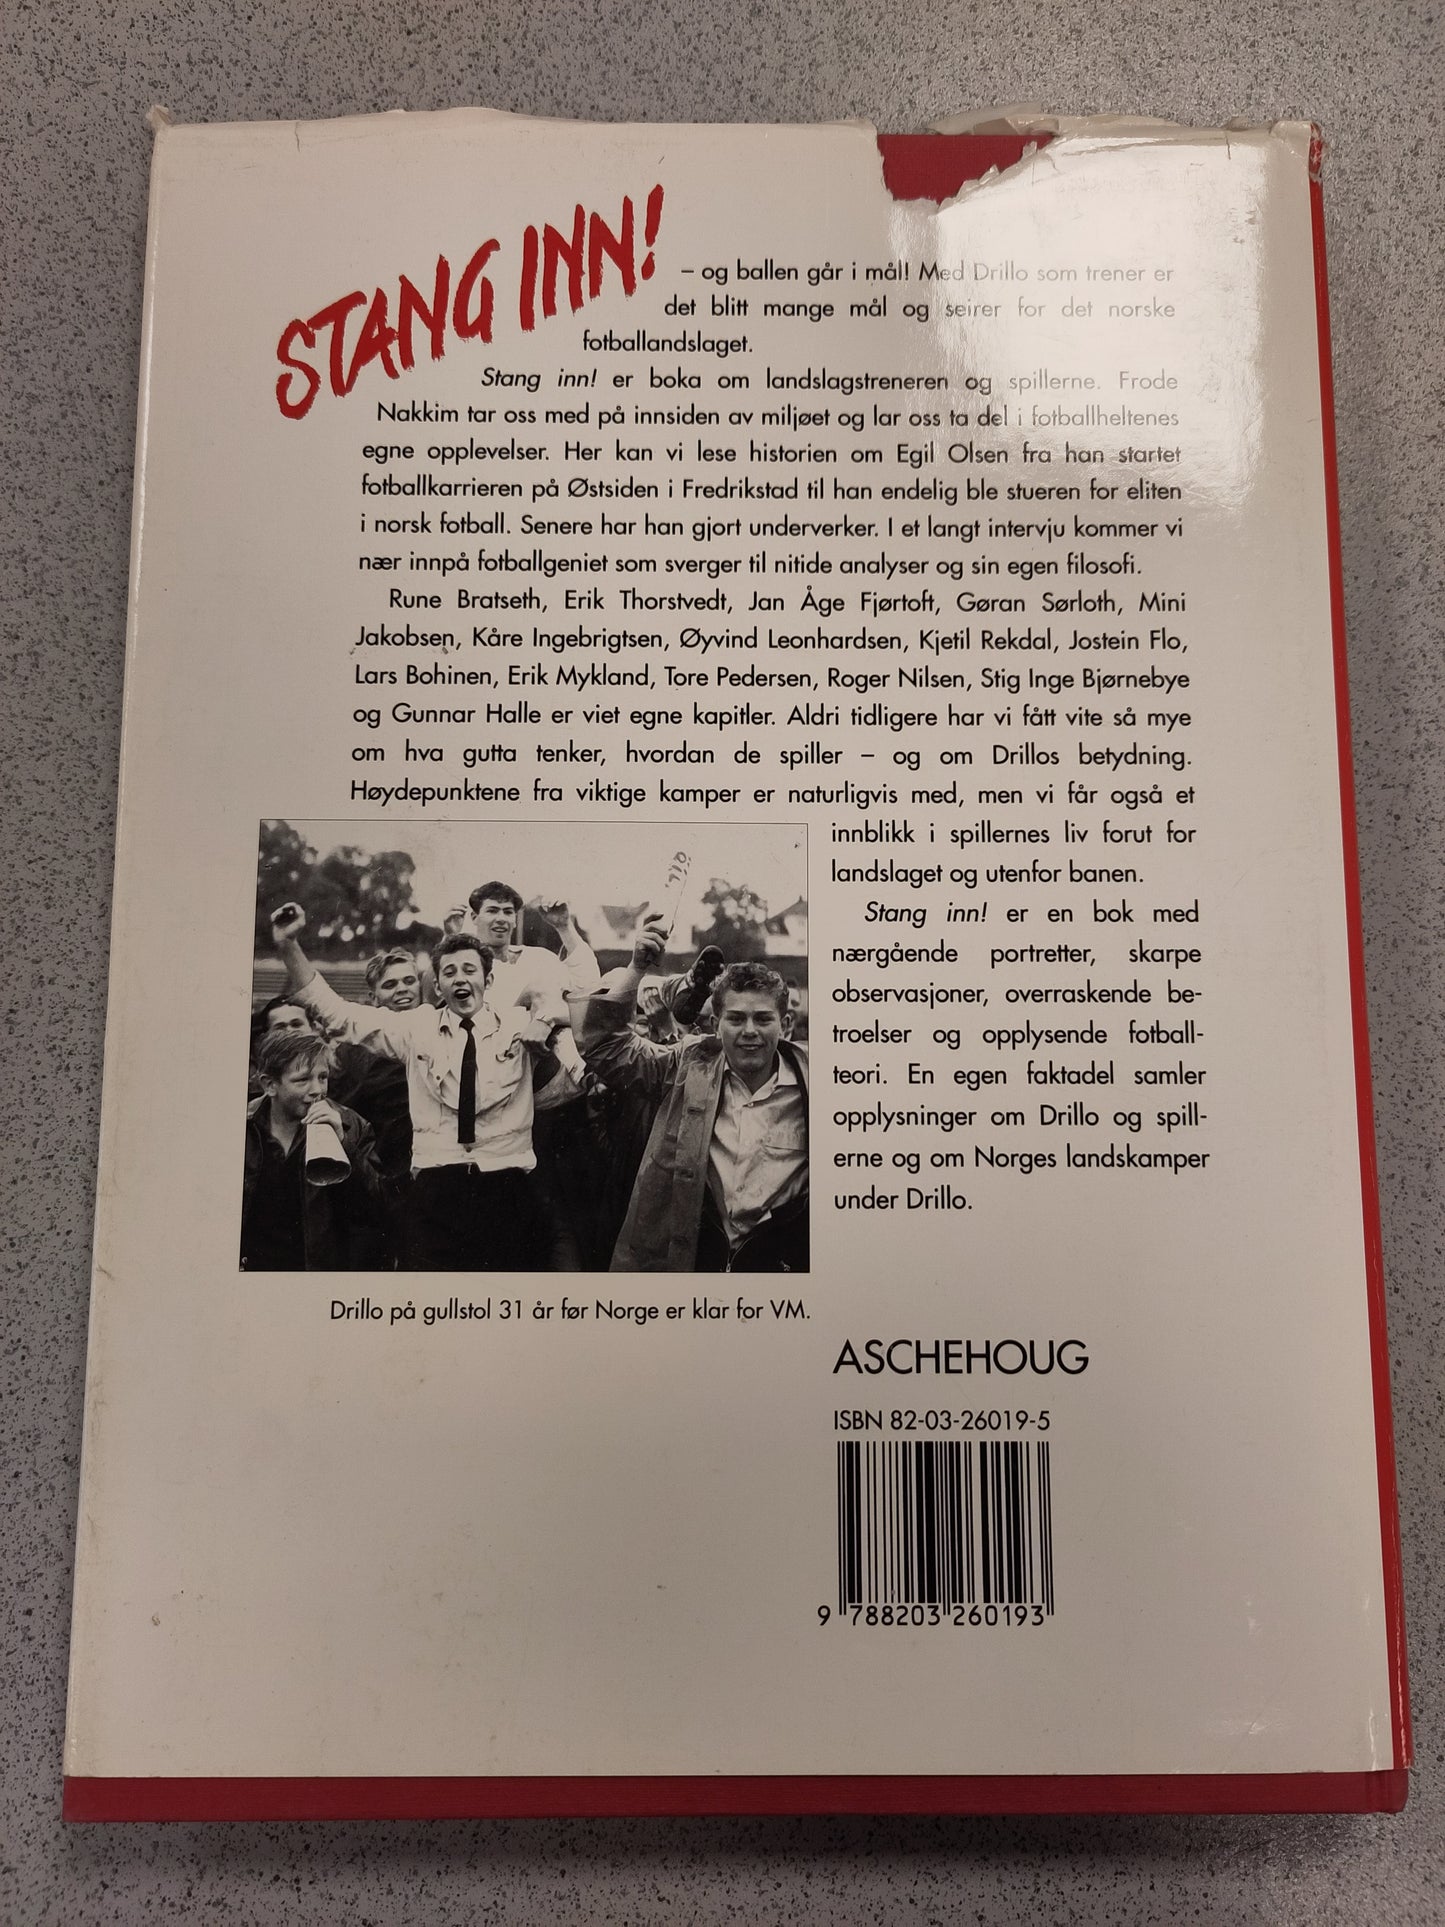 STANG INN!
– og ballen går i mål! Med Drillo som trener er
det blitt mange mål og seirer for det norske
fotballandslaget.
Stang inn! er boka om landslagstreneren og spillerne. Frode
Nakkim tar oss med på innsiden av miljøet og lar oss ta del i fotballheltenes
egne opplevelser. Her kan vi lese historien om Egil Olsen fra han startet
fotballkarrieren på Østsiden i Fredrikstad til han endelig ble stueren for eliten
i norsk fotball. Senere har han gjort underverker. I et langt intervju kommer vi
nær innpå fotballgeniet som sverger til nitide analyser og sin egen filosofi.
Rune Bratseth, Erik Thorstvedt, Jan Åge Fjørtoft, Gøran Sørloth, Mini
Jakobsen, Kåre Ingebrigtsen, Øyvind Leonhardsen, Kjetil Rekdal, Jostein Flo,
Lars Bohinen, Erik Mykland, Tore Pedersen, Roger Nilsen, Stig Inge Bjørnebye
og Gunnar Halle er viet egne kapitler. Aldri tidligere har vi fått vite så mye
om hva gutta tenker, hvordan de spiller – og om Drillos betydning.
Høydepunktene fra viktige kamper er naturligvis med, men vi får også et
innblikk i spillernes liv forut for
landslaget og utenfor banen.
Stang inn! er en bok med
nærgående portretter, skarpe
observasjoner, overraskende be-
troelser og opplysende fotball-
teori. En egen faktadel samler
opplysninger om Drillo og spill-
erne og om Norges landskamper
under Drillo.
Drillo på gullstol 31 år før Norge er klar for VM.
ASCHEHOUG
ISBN 82-03-26019-5
9 788203 260193